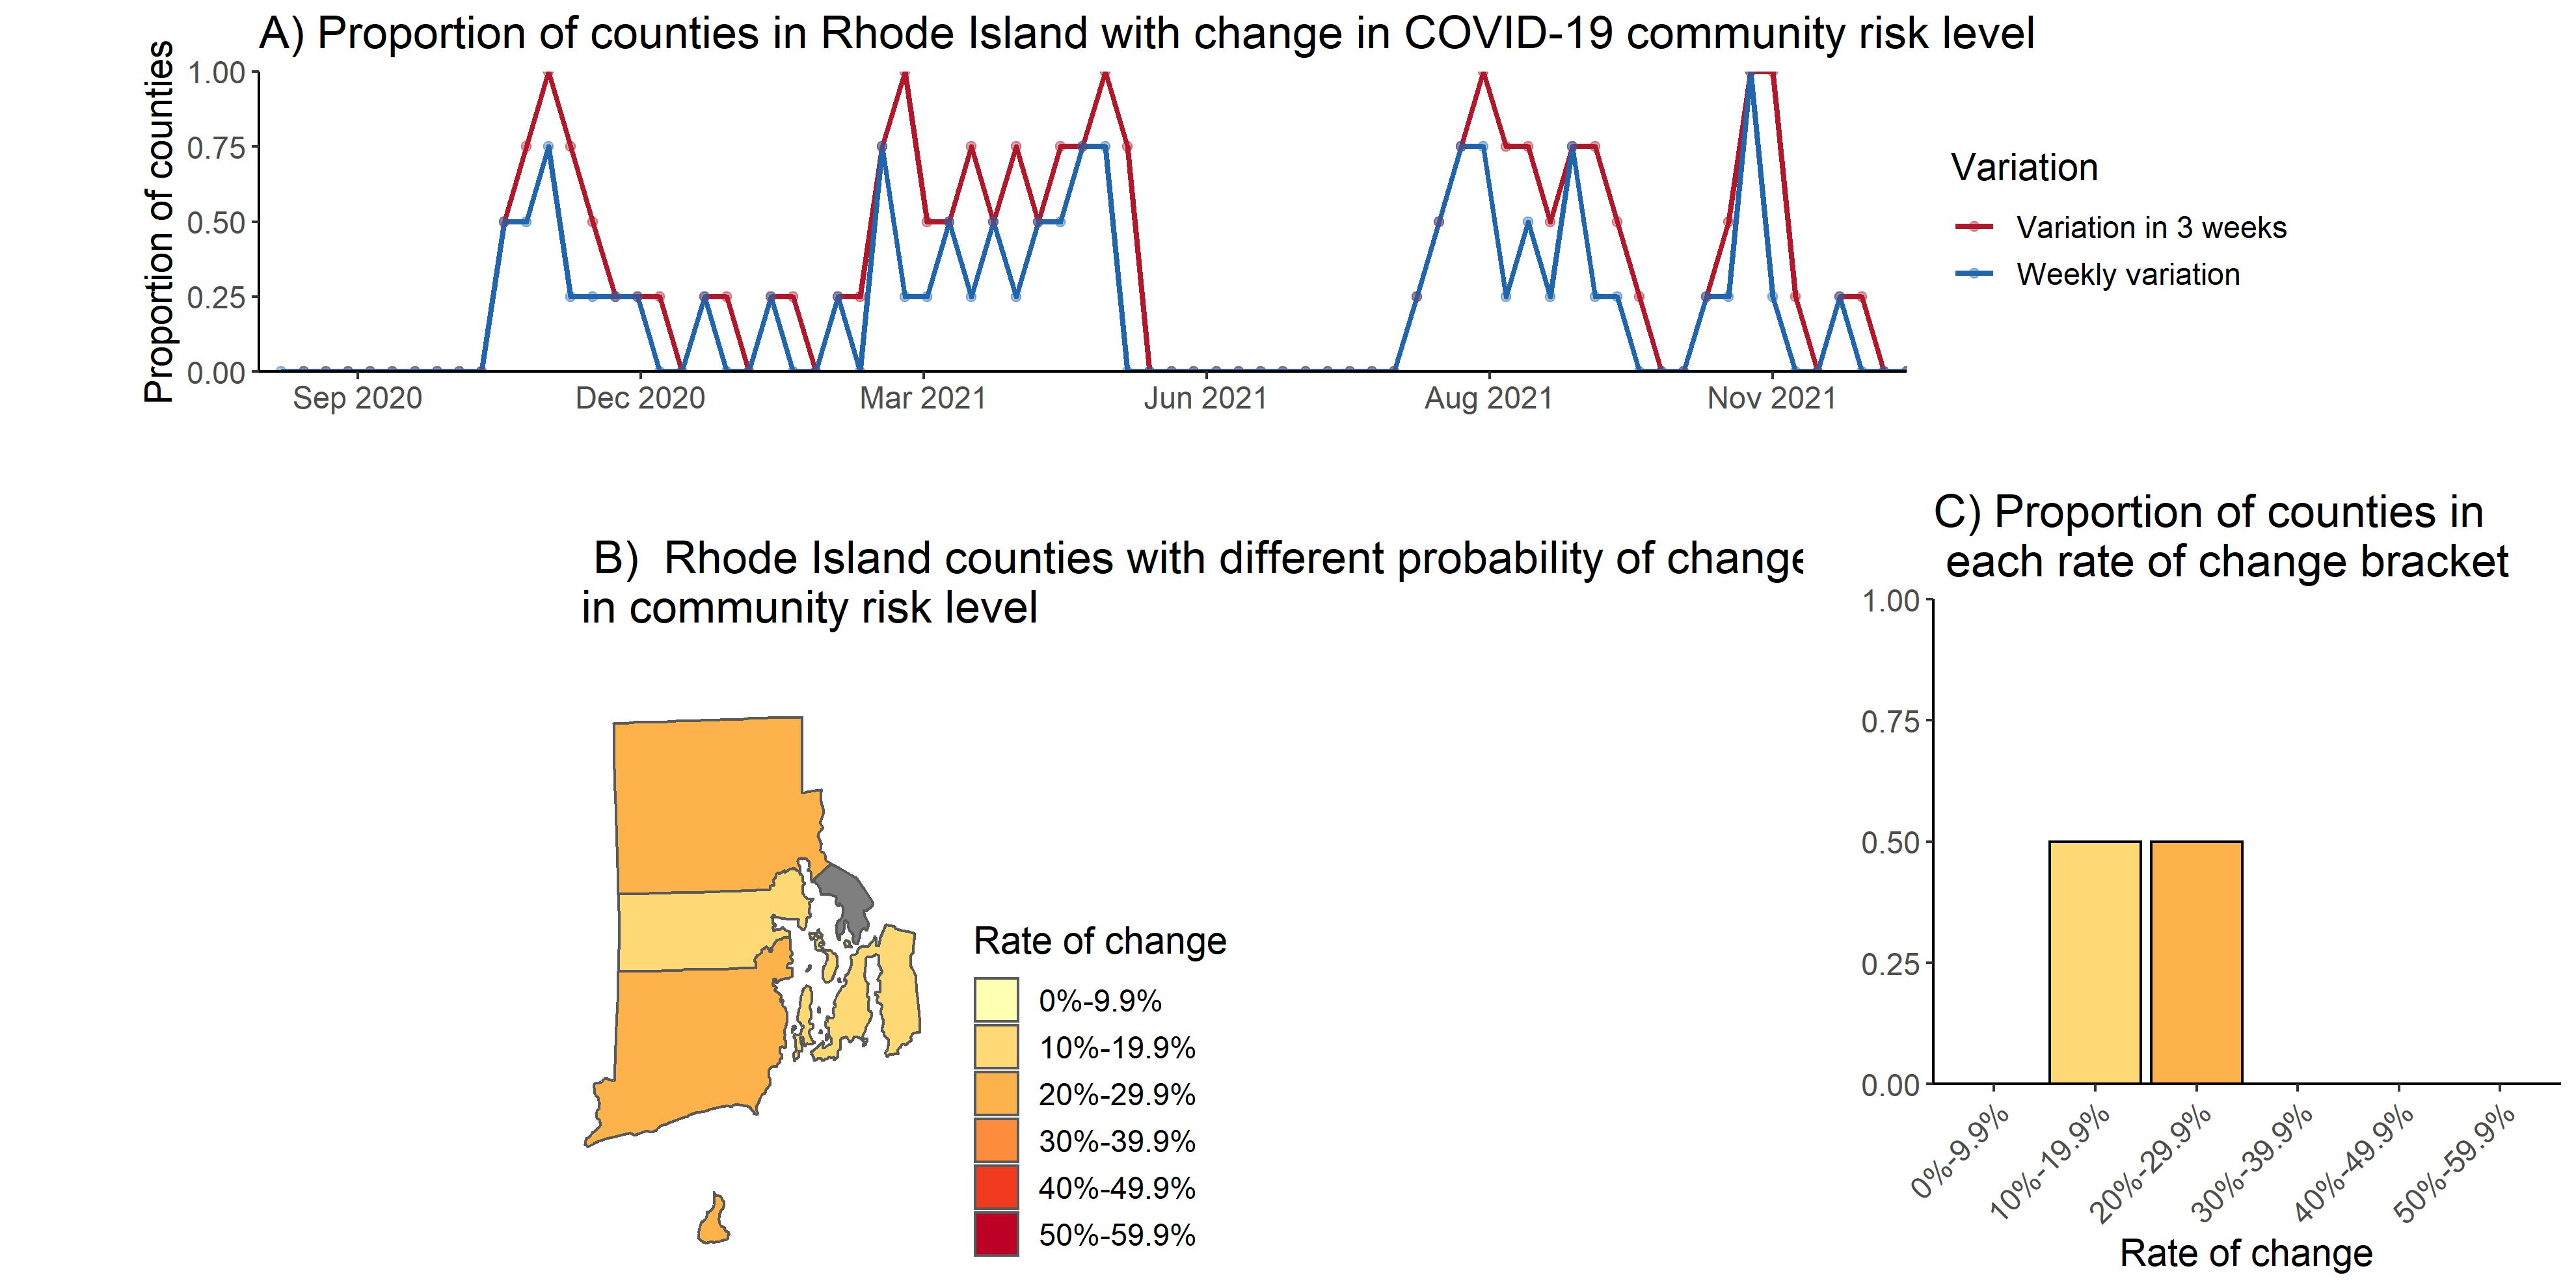 A) Proportion of counties in Rhode Island with change in COVID-19 community risk level
Proportion of counties
1.00
0.75
0.50
0.25
0.00
Sep 2020
Dec 2020
Mar 2021
Jun 2021
Aug 2021
Nov 2021
Variation
Variation in 3 weeks
Weekly variation
B) Rhode Island counties with different probability of change
in community risk level
Rate of change
0%-9.9%
10%-19.9%
20%-29.9%
30%-39.9%
40%-49.9%
50%-59.9%
C) Proportion of counties in
each rate of change bracket
1.00
0.75
0.50
0.25
0.00
0%-9.9%
10%-19.9%
20%-29.9%
30%-39.9%
40%-49.9%
50%-59.9%
Rate of change